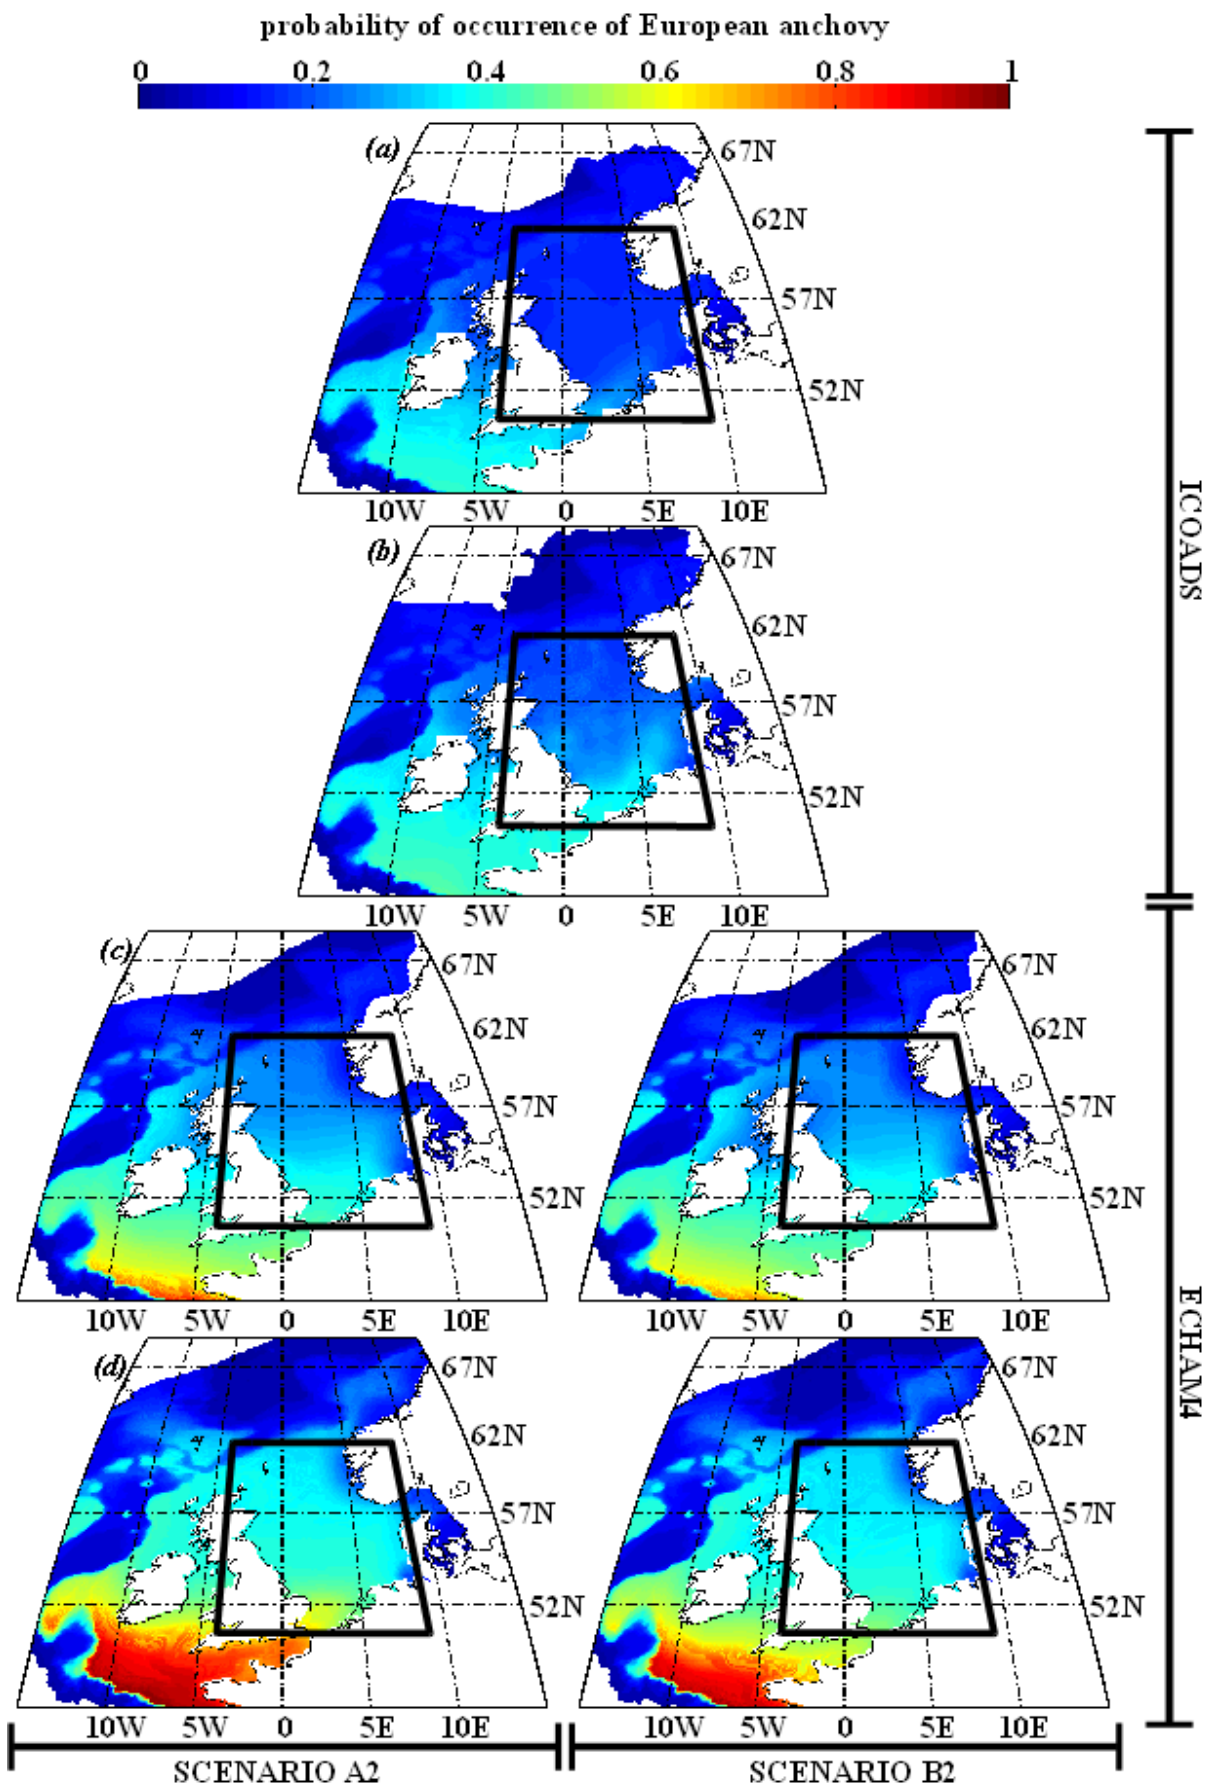 probability of occurrence of European anchovy
0 0.2 0.4 0.6 0.8 1
(a)
67N
62N
57N
52N
10W 5W 0 5E 10E
(b)
67N
62N
57N
52N
10W 5W 0 5E 10E
ICOADS
(c)
67N
62N
57N
52N
10W 5W 0 5E 10E
67N
62N
57N
52N
10W 5W 0 5E 10E
(d)
67N
62N
57N
52N
10W 5W 0 5E 10E
67N
62N
57N
52N
10W 5W 0 5E 10E
ECHAM4
SCENARIO A2
SCENARIO B2